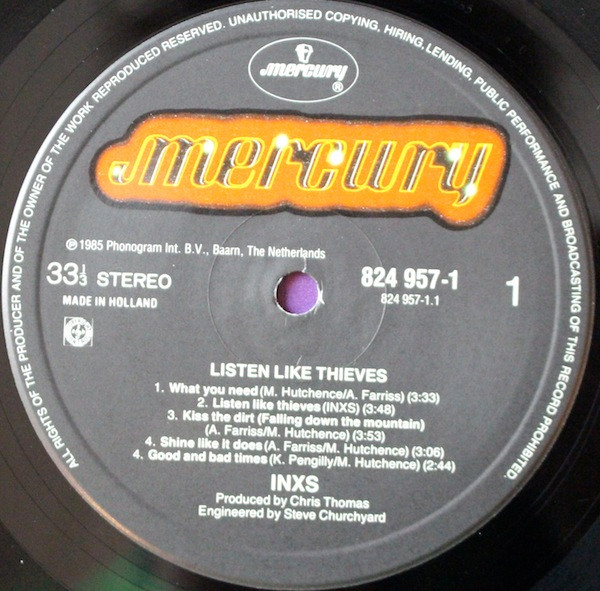 ALL RIGHTS OF THE PRODUCER AND OF THE OWNER OF THE WORK REPRODUCED RESERVED. UNAUTHORISED COPYING, HIRING, LENDING, PUBLIC PERFORMANCE AND BROADCASTING OF THIS RECORD PROHIBITED.
mercury ®
mercury
℗ 1985 Phonogram Int. B.V., Baarn, The Netherlands
33⅓ STEREO
MADE IN HOLLAND
824 957-1
824 957-1.1
1
LISTEN LIKE THIEVES
1. What you need (M. Hutchence/A. Farriss) (3:33)
2. Listen like thieves (INXS) (3:48)
3. Kiss the dirt (Falling down the mountain)
(A. Farriss/M. Hutchence) (3:53)
4. Shine like it does (A. Farriss/M. Hutchence) (3:06)
4. Good and bad times (K. Pengilly/M. Hutchence) (2:44)
INXS
Produced by Chris Thomas
Engineered by Steve Churchyard